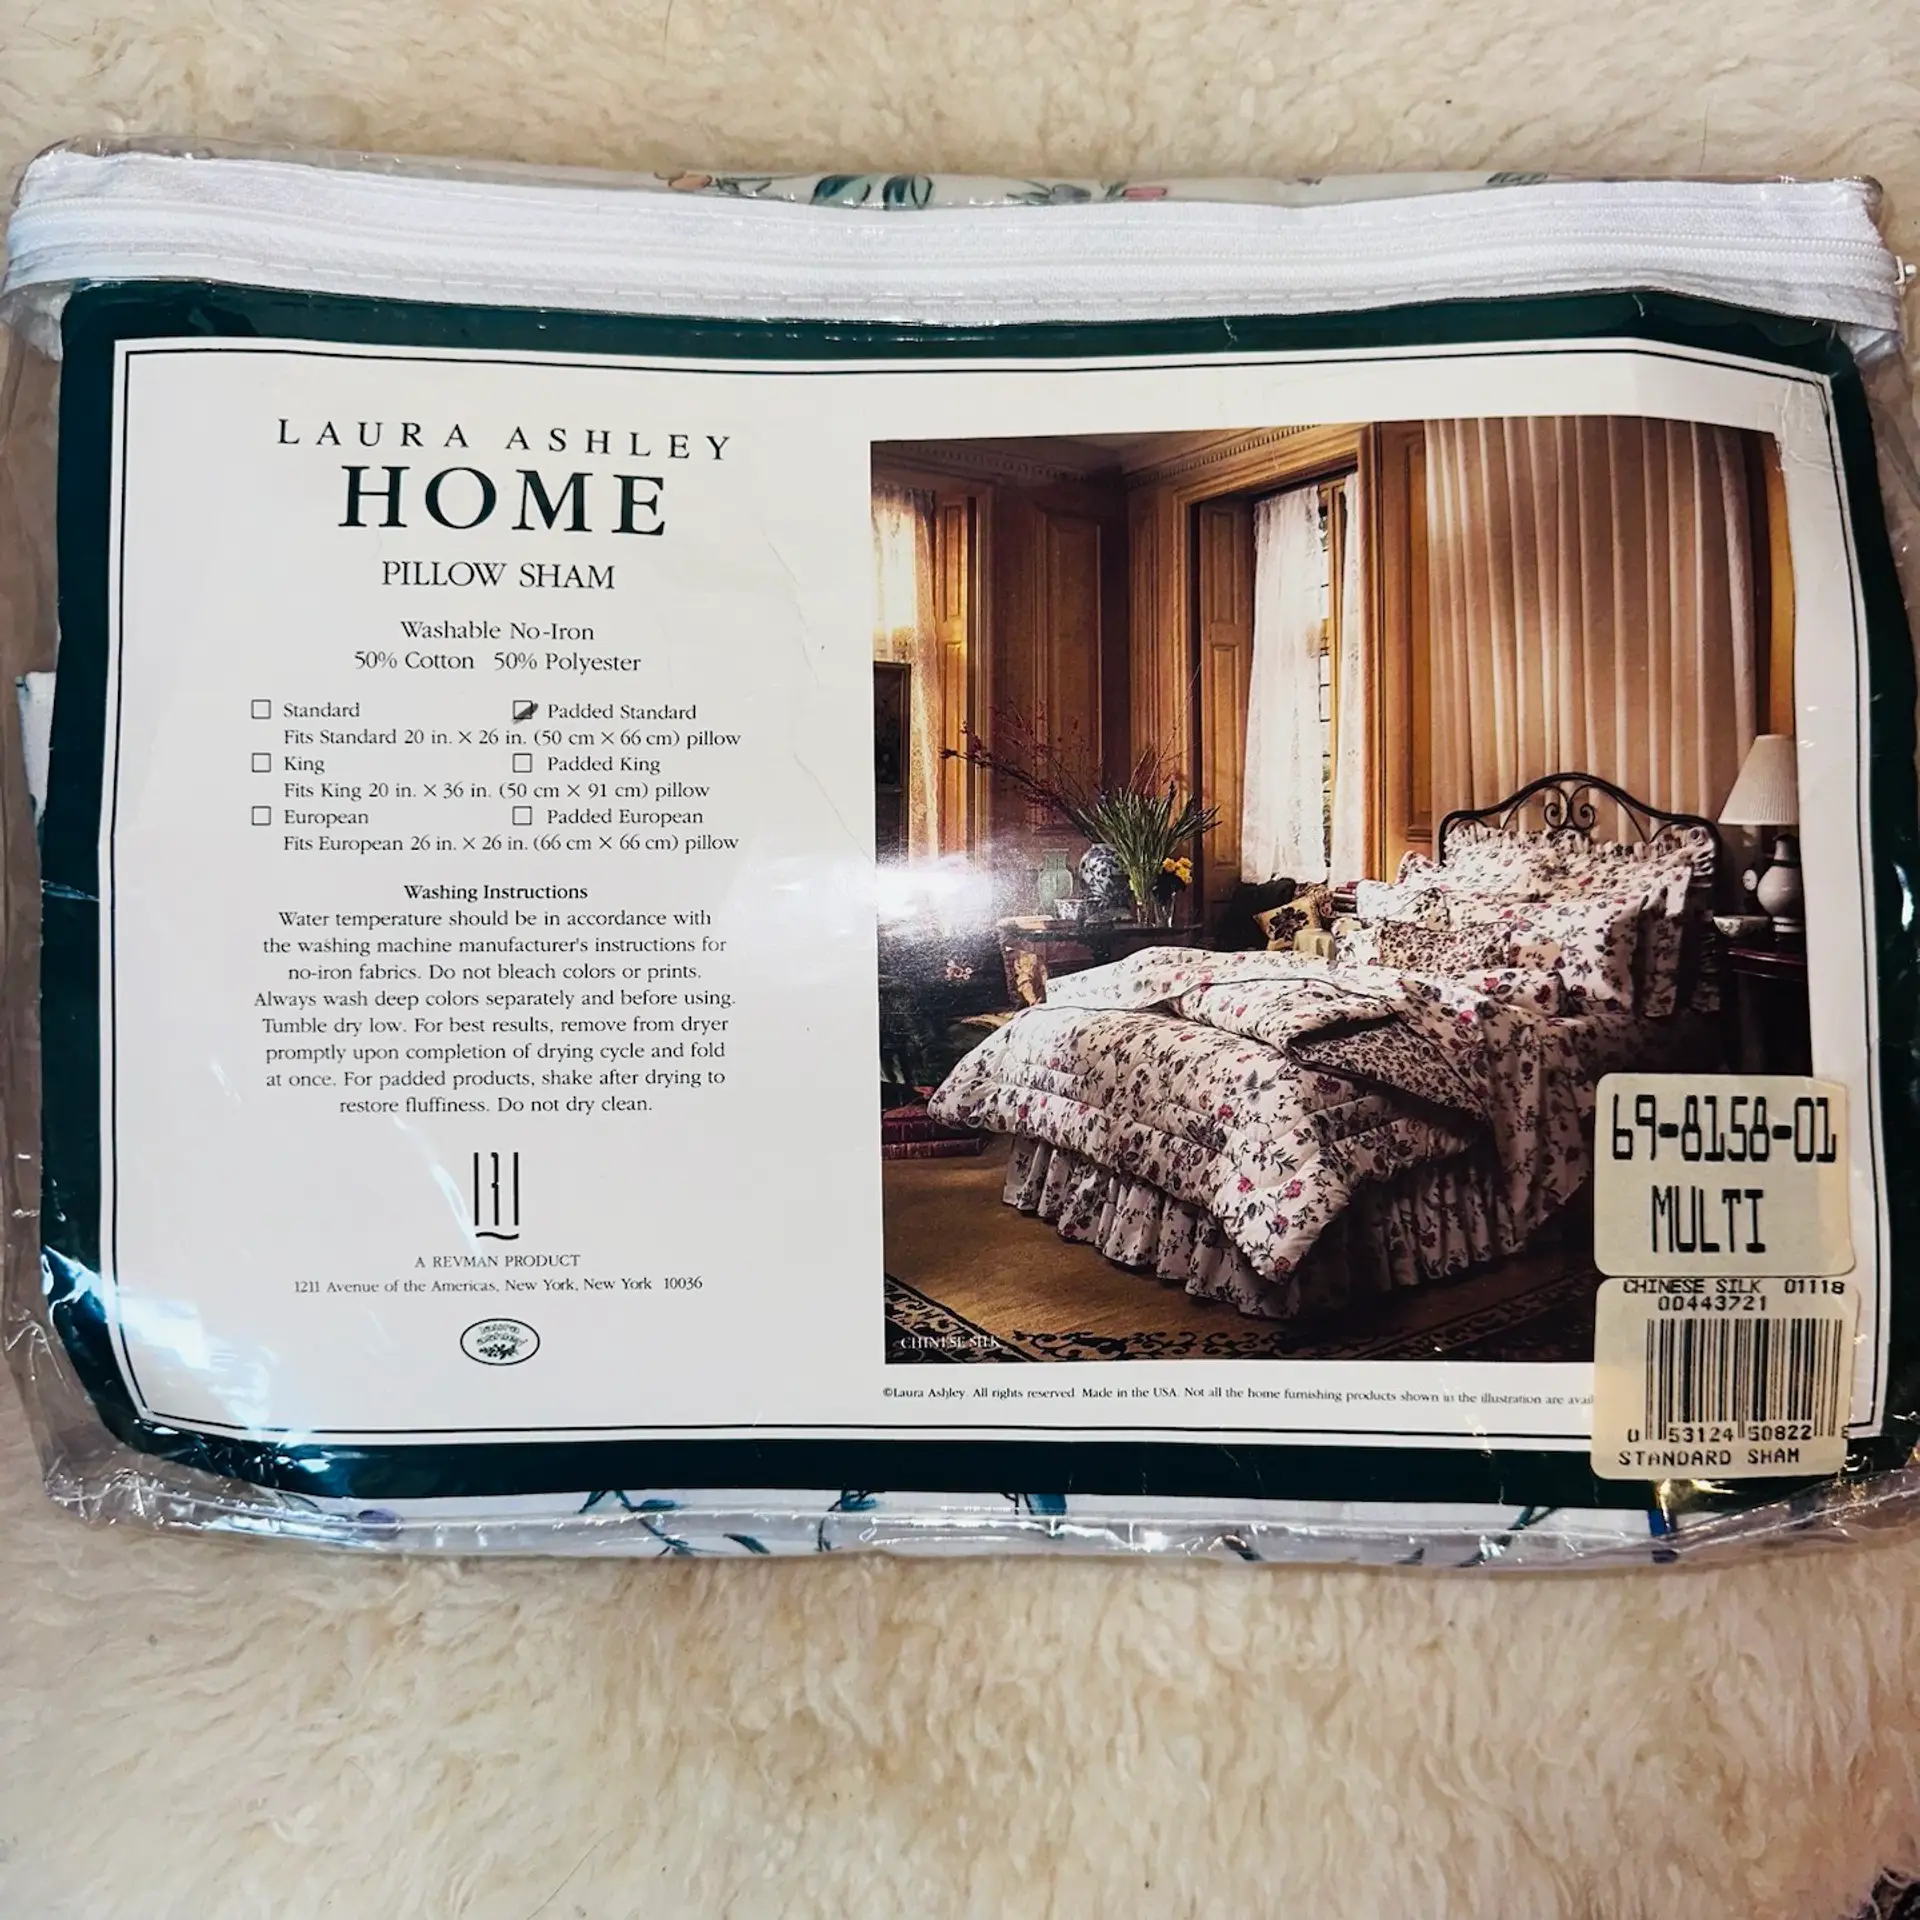 LAURA ASHLEY
HOME
PILLOW SHAM
Washable No-Iron
50% Cotton 50% Polyester
Standard Padded Standard
Fits Standard 20 in. × 26 in. (50 cm × 66 cm) pillow
King Padded King
Fits King 20 in. × 36 in. (50 cm × 91 cm) pillow
European Padded European
Fits European 26 in. × 26 in. (66 cm × 66 cm) pillow
Washing Instructions
Water temperature should be in accordance with
the washing machine manufacturer's instructions for
no-iron fabrics. Do not bleach colors or prints.
Always wash deep colors separately and before using.
Tumble dry low. For best results, remove from dryer
promptly upon completion of drying cycle and fold
at once. For padded products, shake after drying to
restore fluffiness. Do not dry clean.
A REVMAN PRODUCT
1211 Avenue of the Americas, New York, New York 10036
LAURA
ASHLEY
CHINESE SILK
©Laura Ashley. All rights reserved. Made in the USA. Not all the home furnishing products shown in the illustration are avai
69-8158-01
MULTI
CHINESE SILK 01118
00443721
0 53124 50822 8
STANDARD SHAM